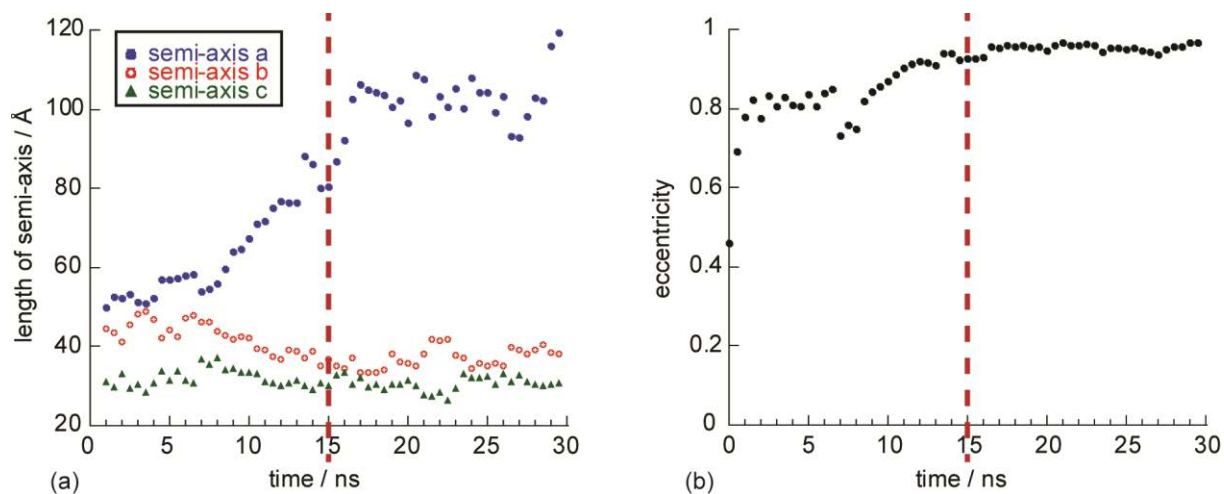 120
100
80
60
40
20
length of semi-axis / Å
semi-axis a
semi-axis b
semi-axis c
0 5 10 15 20 25 30
(a) time / ns
1
0.8
0.6
0.4
0.2
0
eccentricity
0 5 10 15 20 25 30
(b) time / ns